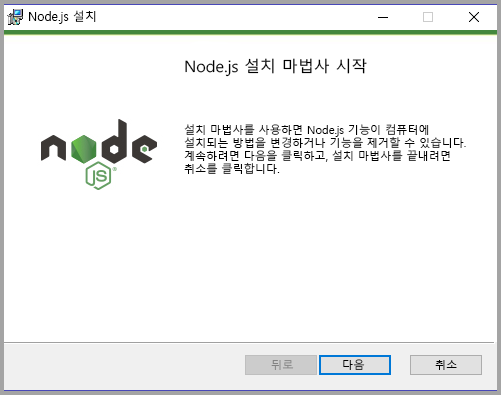 Node.js 설치
Node.js 설치 마법사 시작
설치 마법사를 사용하면 Node.js 기능이 컴퓨터에
설치되는 방법을 변경하거나 기능을 제거할 수 있습니다.
계속하려면 다음을 클릭하고, 설치 마법사를 끝내려면
취소를 클릭합니다.
node
JS®
뒤로 다음 취소